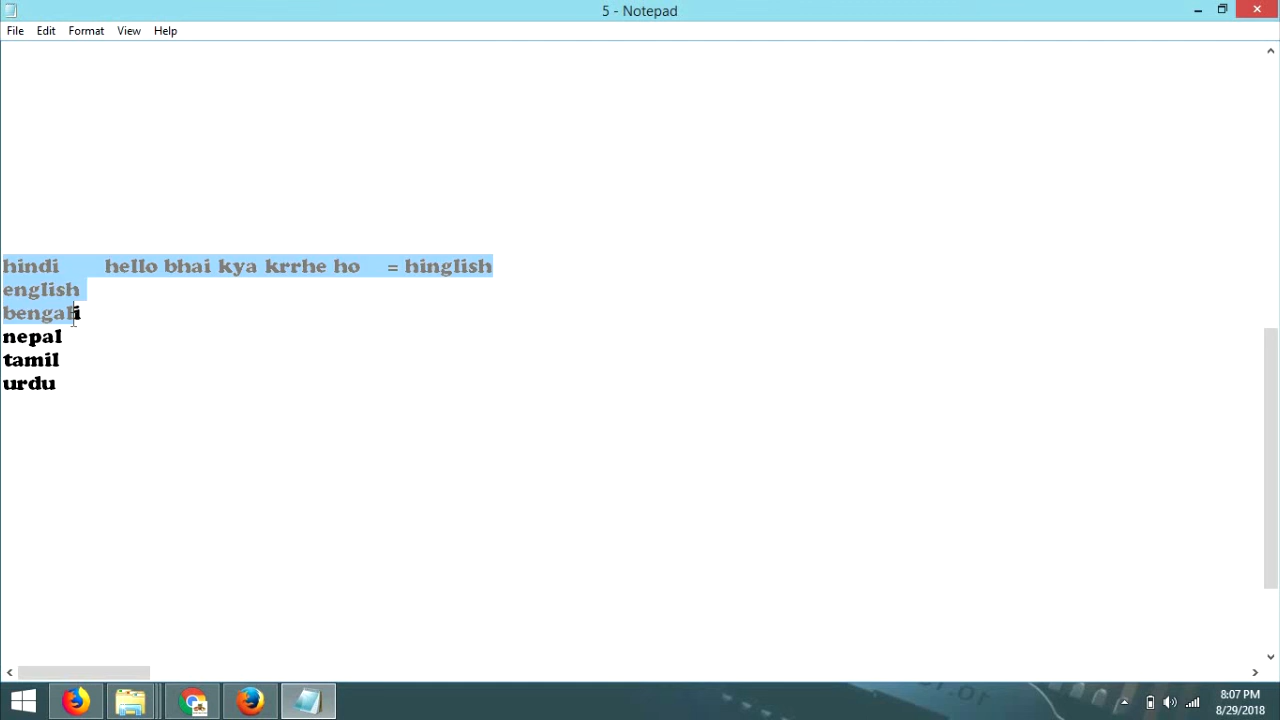 5 - Notepad
File Edit Format View Help
hindi hello bhai kya krrhe ho = hinglish
english
bengali
nepal
tamil
urdu
8:07 PM
8/29/2018